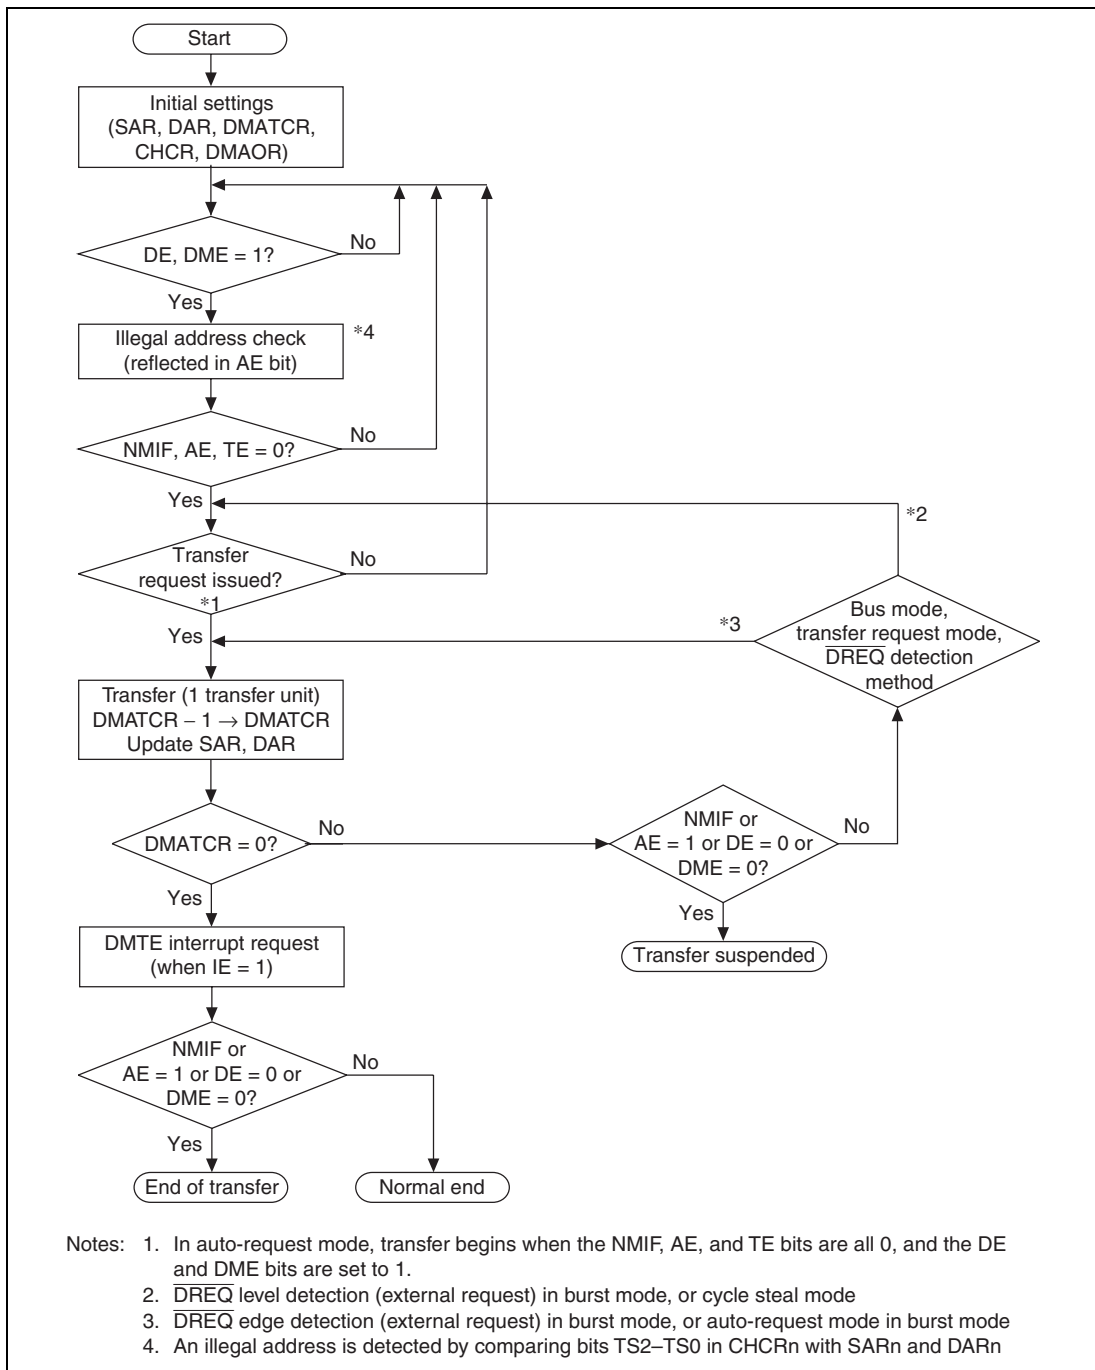 Start
Initial settings
(SAR, DAR, DMATCR,
CHCR, DMAOR)
DE, DME = 1?
No
Yes
Illegal address check
(reflected in AE bit)
*4
NMIF, AE, TE = 0?
No
Yes
*2
Transfer
request issued?
*1
No
Yes
*3
Bus mode,
transfer request mode,
DREQ detection
method
Transfer (1 transfer unit)
DMATCR – 1 → DMATCR
Update SAR, DAR
DMATCR = 0?
No
NMIF or
AE = 1 or DE = 0 or
DME = 0?
No
Yes
Yes
Transfer suspended
DMTE interrupt request
(when IE = 1)
NMIF or
AE = 1 or DE = 0 or
DME = 0?
No
Yes
End of transfer
Normal end
Notes: 1. In auto-request mode, transfer begins when the NMIF, AE, and TE bits are all 0, and the DE
and DME bits are set to 1.
2. DREQ level detection (external request) in burst mode, or cycle steal mode
3. DREQ edge detection (external request) in burst mode, or auto-request mode in burst mode
4. An illegal address is detected by comparing bits TS2–TS0 in CHCRn with SARn and DARn